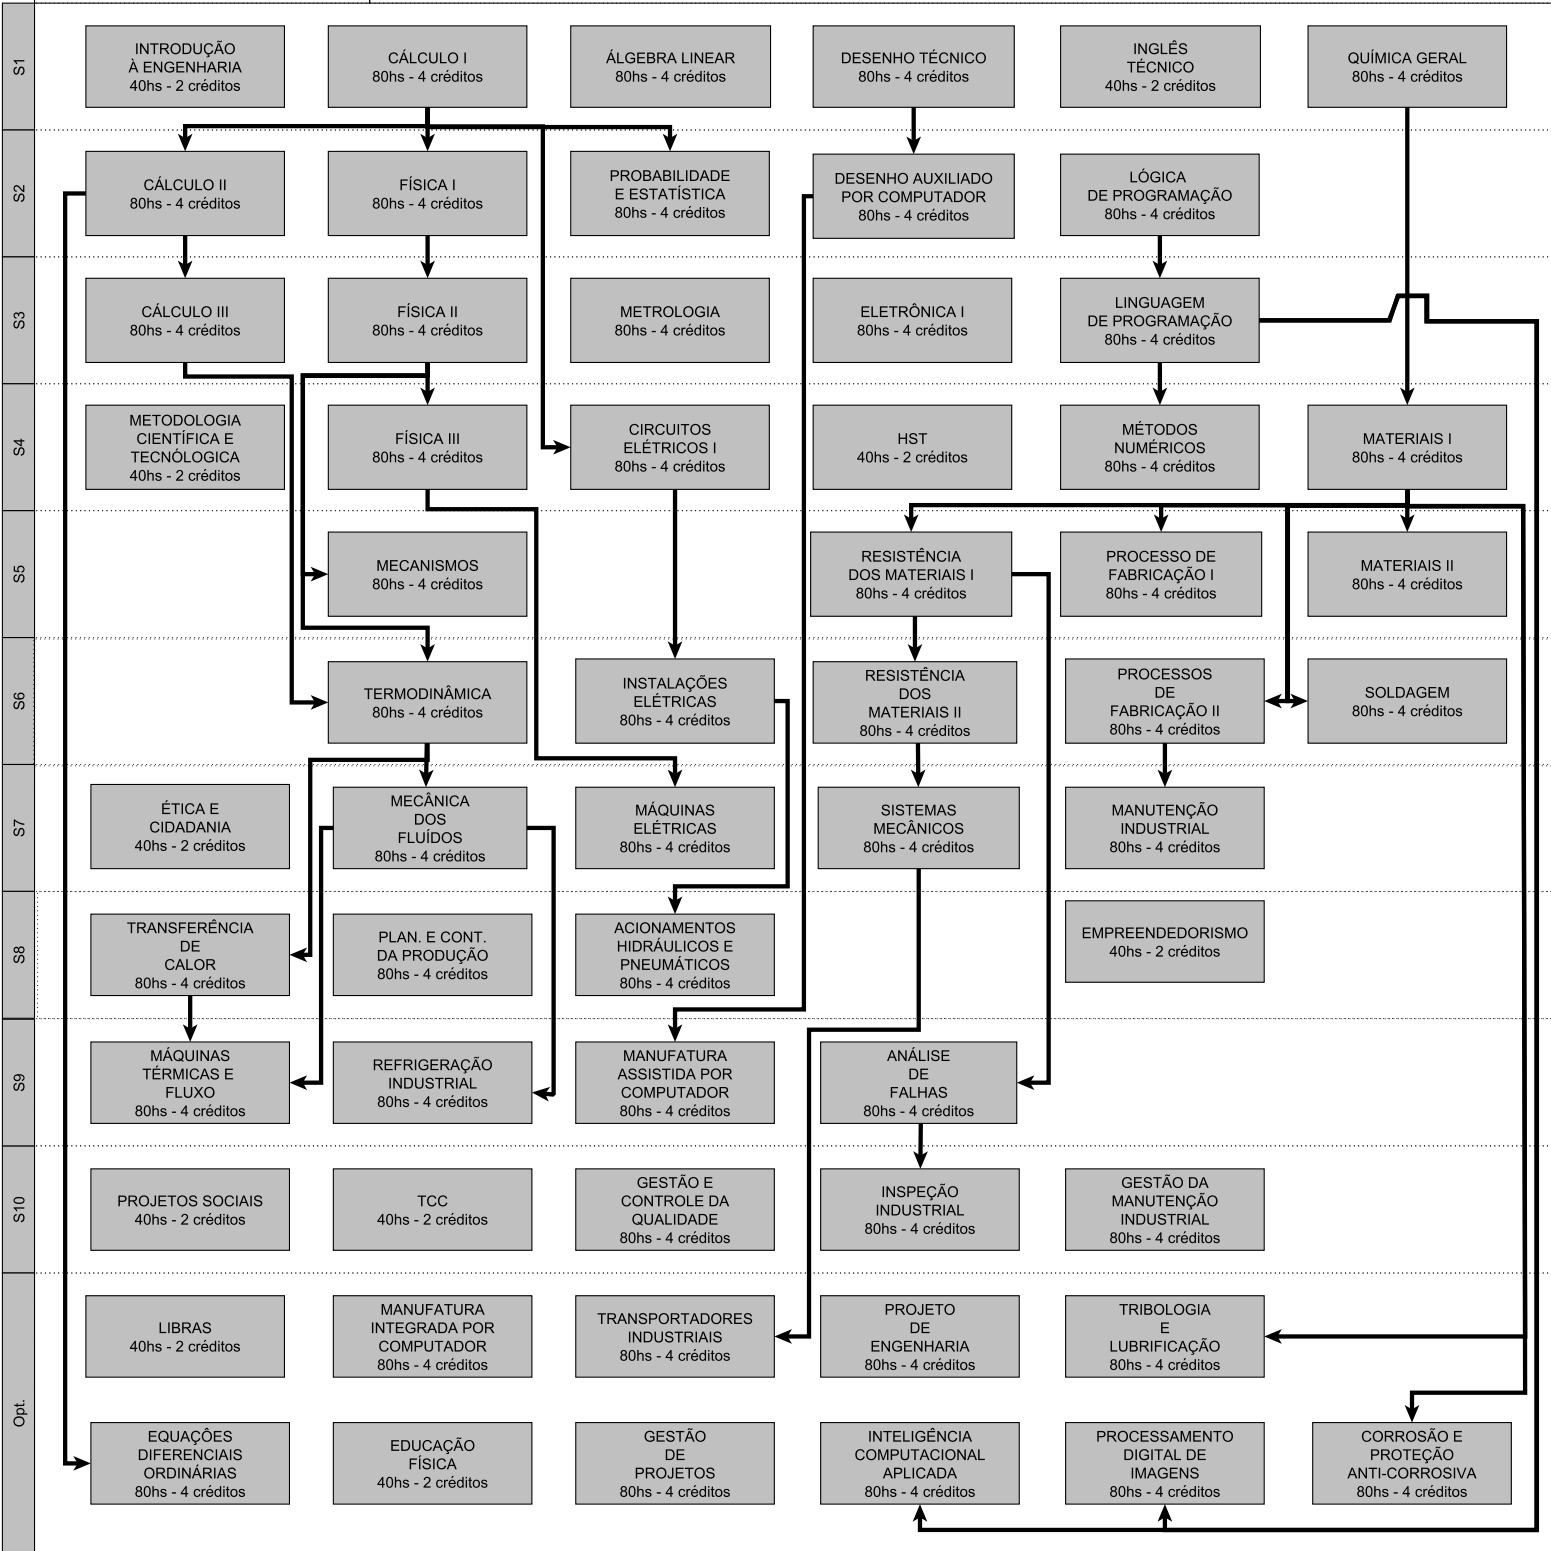 S1
INTRODUÇÃO
À ENGENHARIA
40hs - 2 créditos
CÁLCULO I
80hs - 4 créditos
ÁLGEBRA LINEAR
80hs - 4 créditos
DESENHO TÉCNICO
80hs - 4 créditos
INGLÊS
TÉCNICO
40hs - 2 créditos
QUÍMICA GERAL
80hs - 4 créditos
S2
CÁLCULO II
80hs - 4 créditos
FÍSICA I
80hs - 4 créditos
PROBABILIDADE
E ESTATÍSTICA
80hs - 4 créditos
DESENHO AUXILIADO
POR COMPUTADOR
80hs - 4 créditos
LÓGICA
DE PROGRAMAÇÃO
80hs - 4 créditos
S3
CÁLCULO III
80hs - 4 créditos
FÍSICA II
80hs - 4 créditos
METROLOGIA
80hs - 4 créditos
ELETRÔNICA I
80hs - 4 créditos
LINGUAGEM
DE PROGRAMAÇÃO
80hs - 4 créditos
S4
METODOLOGIA
CIENTÍFICA E
TECNÓLOGICA
40hs - 2 créditos
FÍSICA III
80hs - 4 créditos
CIRCUITOS
ELÉTRICOS I
80hs - 4 créditos
HST
40hs - 2 créditos
MÉTODOS
NUMÉRICOS
80hs - 4 créditos
MATERIAIS I
80hs - 4 créditos
S5
MECANISMOS
80hs - 4 créditos
RESISTÊNCIA
DOS MATERIAIS I
80hs - 4 créditos
PROCESSO DE
FABRICAÇÃO I
80hs - 4 créditos
MATERIAIS II
80hs - 4 créditos
S6
TERMODINÂMICA
80hs - 4 créditos
INSTALAÇÕES
ELÉTRICAS
80hs - 4 créditos
RESISTÊNCIA
DOS
MATERIAIS II
80hs - 4 créditos
PROCESSOS
DE
FABRICAÇÃO II
80hs - 4 créditos
SOLDAGEM
80hs - 4 créditos
S7
ÉTICA E
CIDADANIA
40hs - 2 créditos
MECÂNICA
DOS
FLUÍDOS
80hs - 4 créditos
MÁQUINAS
ELÉTRICAS
80hs - 4 créditos
SISTEMAS
MECÂNICOS
80hs - 4 créditos
MANUTENÇÃO
INDUSTRIAL
80hs - 4 créditos
S8
TRANSFERÊNCIA
DE
CALOR
80hs - 4 créditos
PLAN. E CONT.
DA PRODUÇÃO
80hs - 4 créditos
ACIONAMENTOS
HIDRÁULICOS E
PNEUMÁTICOS
80hs - 4 créditos
EMPREENDEDORISMO
40hs - 2 créditos
S9
MÁQUINAS
TÉRMICAS E
FLUXO
80hs - 4 créditos
REFRIGERAÇÃO
INDUSTRIAL
80hs - 4 créditos
MANUFATURA
ASSISTIDA POR
COMPUTADOR
80hs - 4 créditos
ANÁLISE
DE
FALHAS
80hs - 4 créditos
S10
PROJETOS SOCIAIS
40hs - 2 créditos
TCC
40hs - 2 créditos
GESTÃO E
CONTROLE DA
QUALIDADE
80hs - 4 créditos
INSPEÇÃO
INDUSTRIAL
80hs - 4 créditos
GESTÃO DA
MANUTENÇÃO
INDUSTRIAL
80hs - 4 créditos
Opt.
LIBRAS
40hs - 2 créditos
MANUFATURA
INTEGRADA POR
COMPUTADOR
80hs - 4 créditos
TRANSPORTADORES
INDUSTRIAIS
80hs - 4 créditos
PROJETO
DE
ENGENHARIA
80hs - 4 créditos
TRIBOLOGIA
E
LUBRIFICAÇÃO
80hs - 4 créditos
EQUAÇÕES
DIFERENCIAIS
ORDINÁRIAS
80hs - 4 créditos
EDUCAÇÃO
FÍSICA
40hs - 2 créditos
GESTÃO
DE
PROJETOS
80hs - 4 créditos
INTELIGÊNCIA
COMPUTACIONAL
APLICADA
80hs - 4 créditos
PROCESSAMENTO
DIGITAL DE
IMAGENS
80hs - 4 créditos
CORROSÃO E
PROTEÇÃO
ANTI-CORROSIVA
80hs - 4 créditos